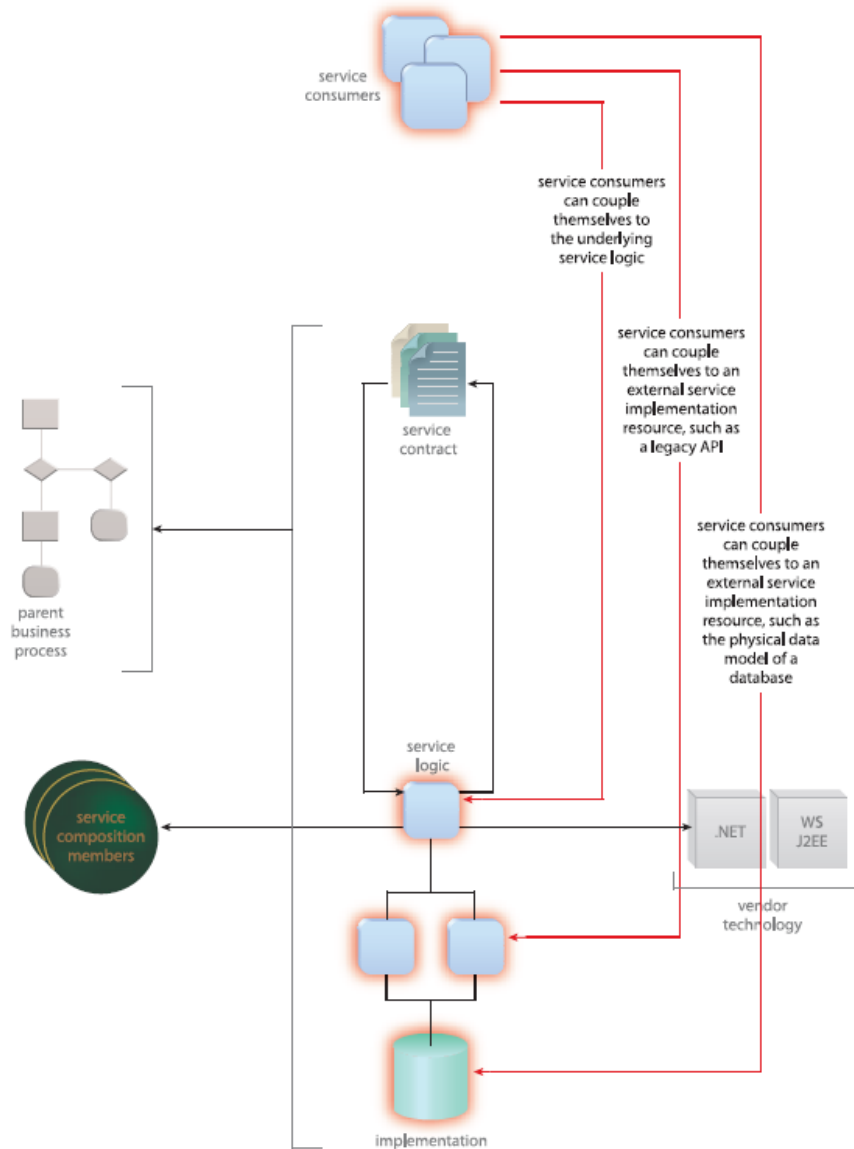 service
consumers
service consumers
can couple
themselves to
the underlying
service logic
service consumers
can couple
themselves to an
external service
implementation
resource, such as
a legacy API
service
contract
service consumers
can couple
themselves to an
external service
implementation
resource, such as
the physical data
model of a
database
parent
business
process
service
logic
service
composition
members
.NET
WS
J2EE
vendor
technology
implementation